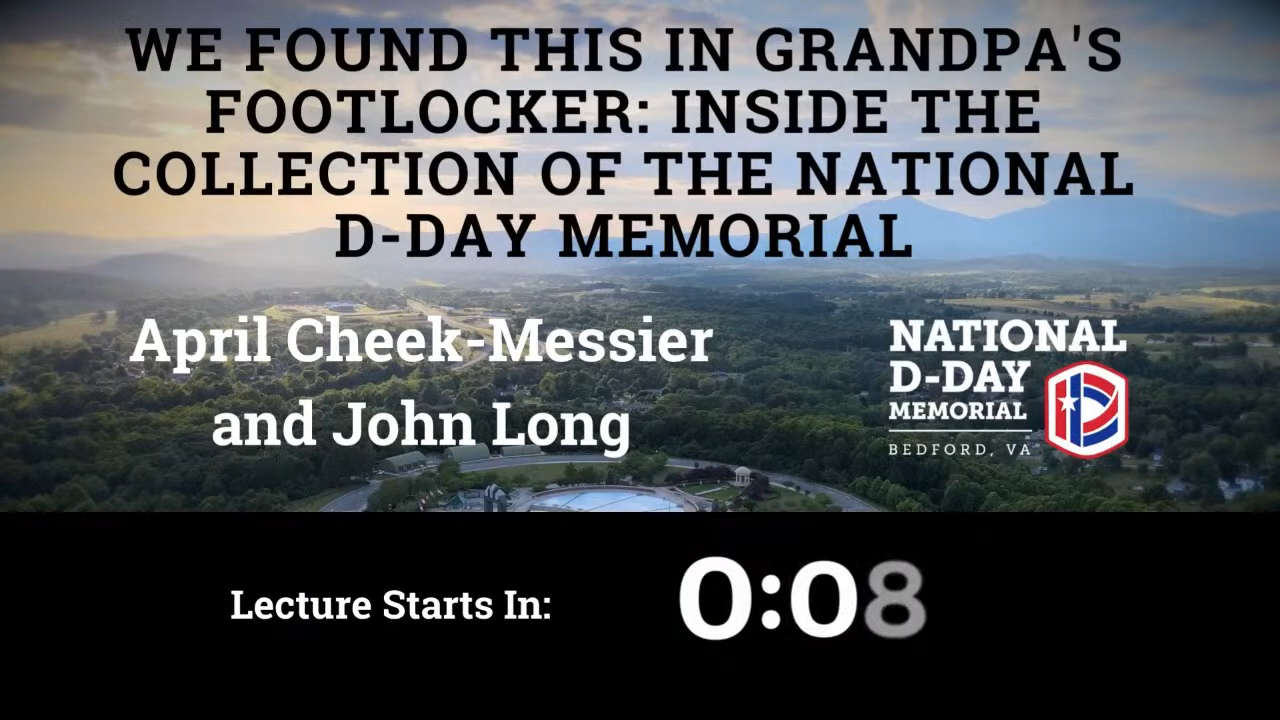 WE FOUND THIS IN GRANDPA'S
FOOTLOCKER: INSIDE THE
COLLECTION OF THE NATIONAL
D-DAY MEMORIAL
April Cheek-Messier
and John Long
NATIONAL
D-DAY
MEMORIAL
BEDFORD, VA
Lecture Starts In:
0:08